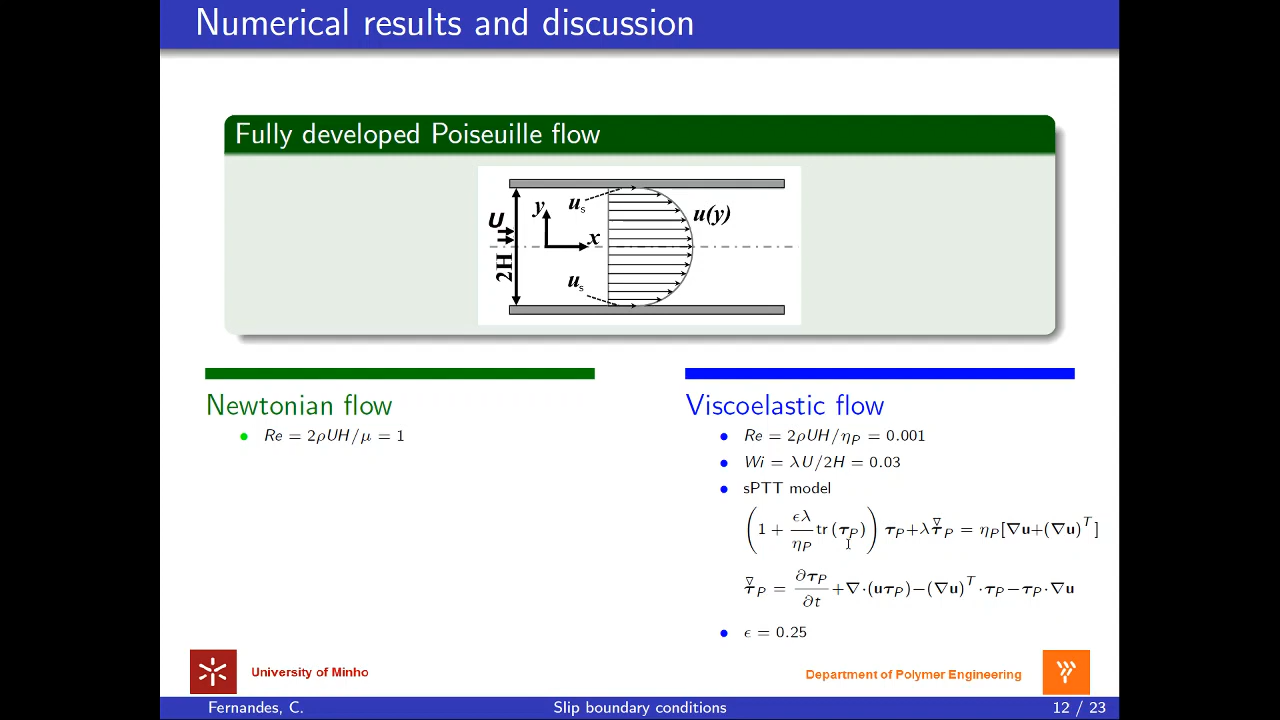 Numerical results and discussion
Fully developed Poiseuille flow
U
2H
y
x
uₛ
uₛ
u(y)
Newtonian flow
• Re = 2ρUH/μ = 1
Viscoelastic flow
• Re = 2ρUH/η_P = 0.001
• Wi = λU/2H = 0.03
• sPTT model
(1 + ϵλ/η_P tr(τ_P)) τ_P + λ∇τ_P = η_P[∇u+(∇u)^T]
∇τ_P = ∂τ_P/∂t + ∇·(uτ_P) − (∇u)^T·τ_P − τ_P·∇u
• ϵ = 0.25
University of Minho
Department of Polymer Engineering
Fernandes, C.
Slip boundary conditions
12 / 23